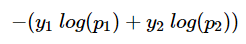 −(y₁ log(p₁) + y₂ log(p₂))